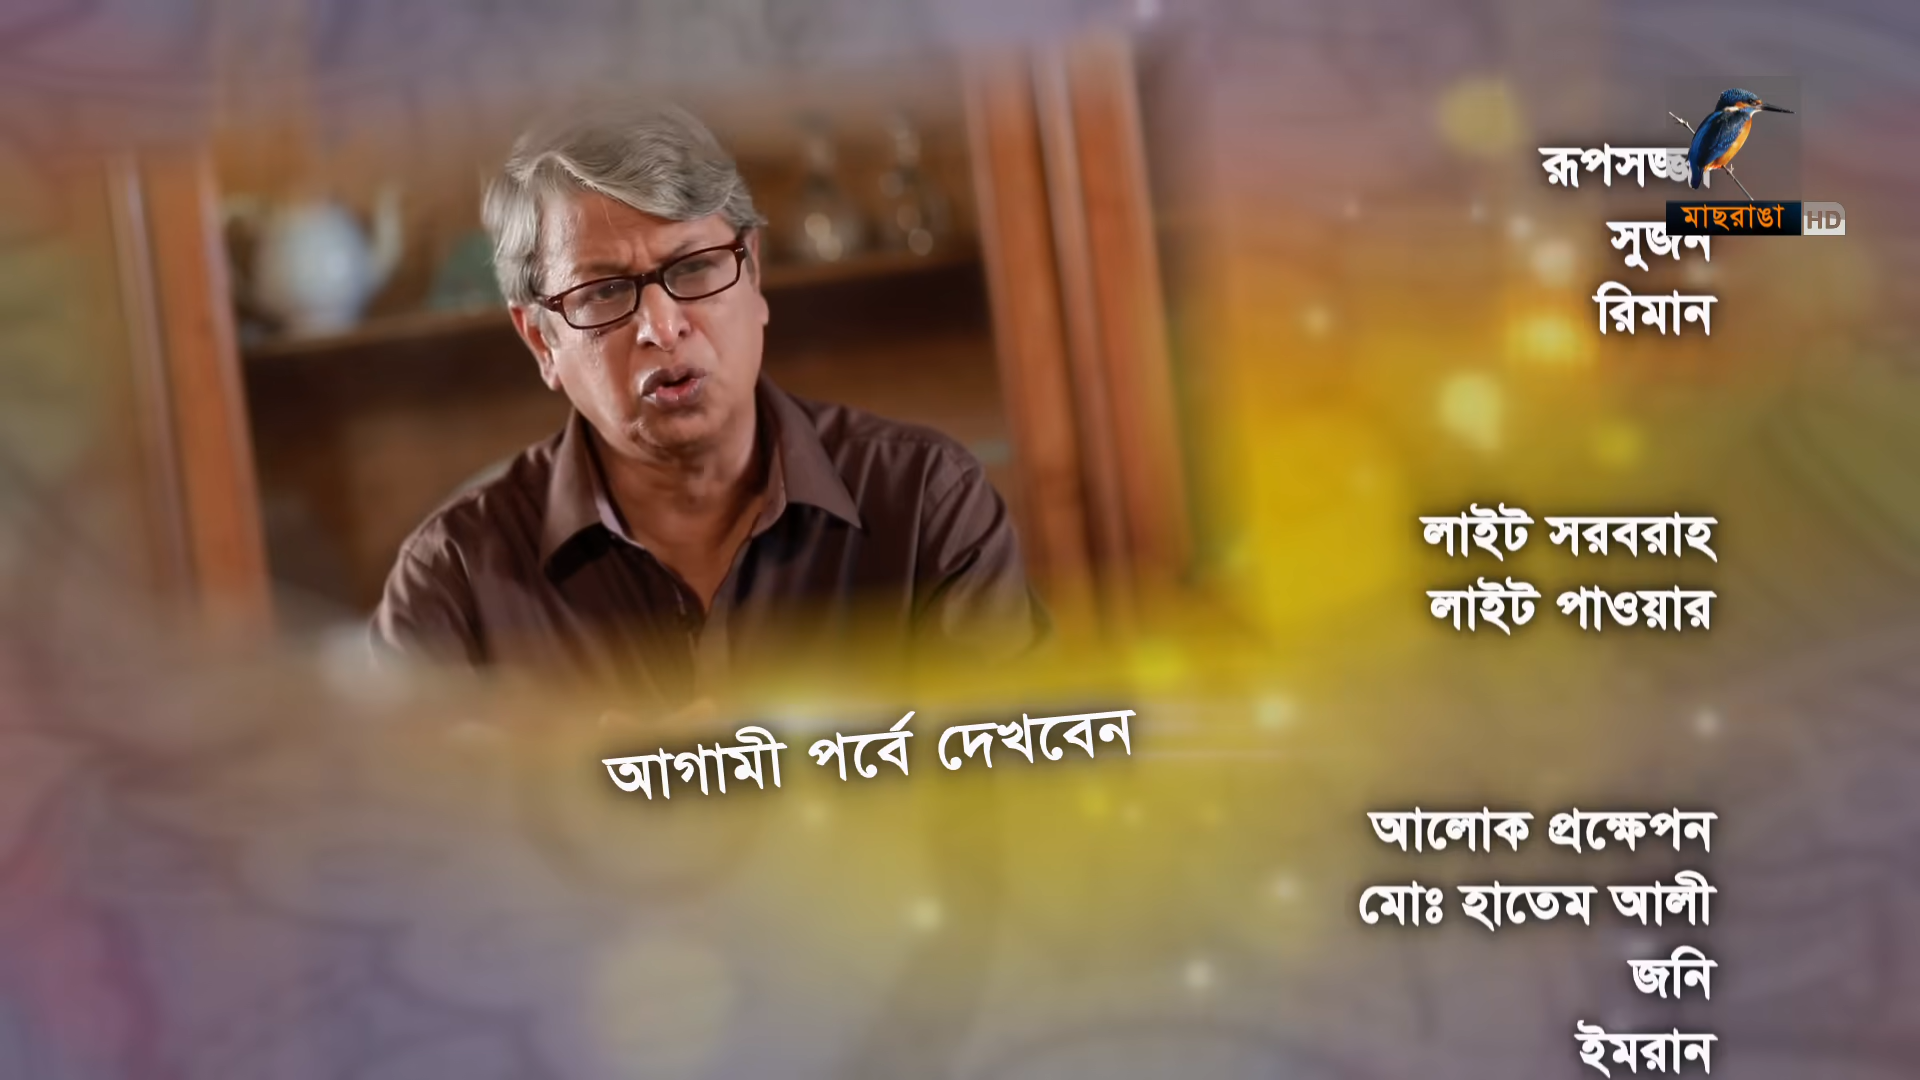 রূপসজ্জা
মাছরাঙা HD
সুজন
রিমান
লাইট সরবরাহ
লাইট পাওয়ার
আগামী পর্বে দেখবেন
আলোক প্রক্ষেপন
মোঃ হাতেম আলী
জনি
ইমরান